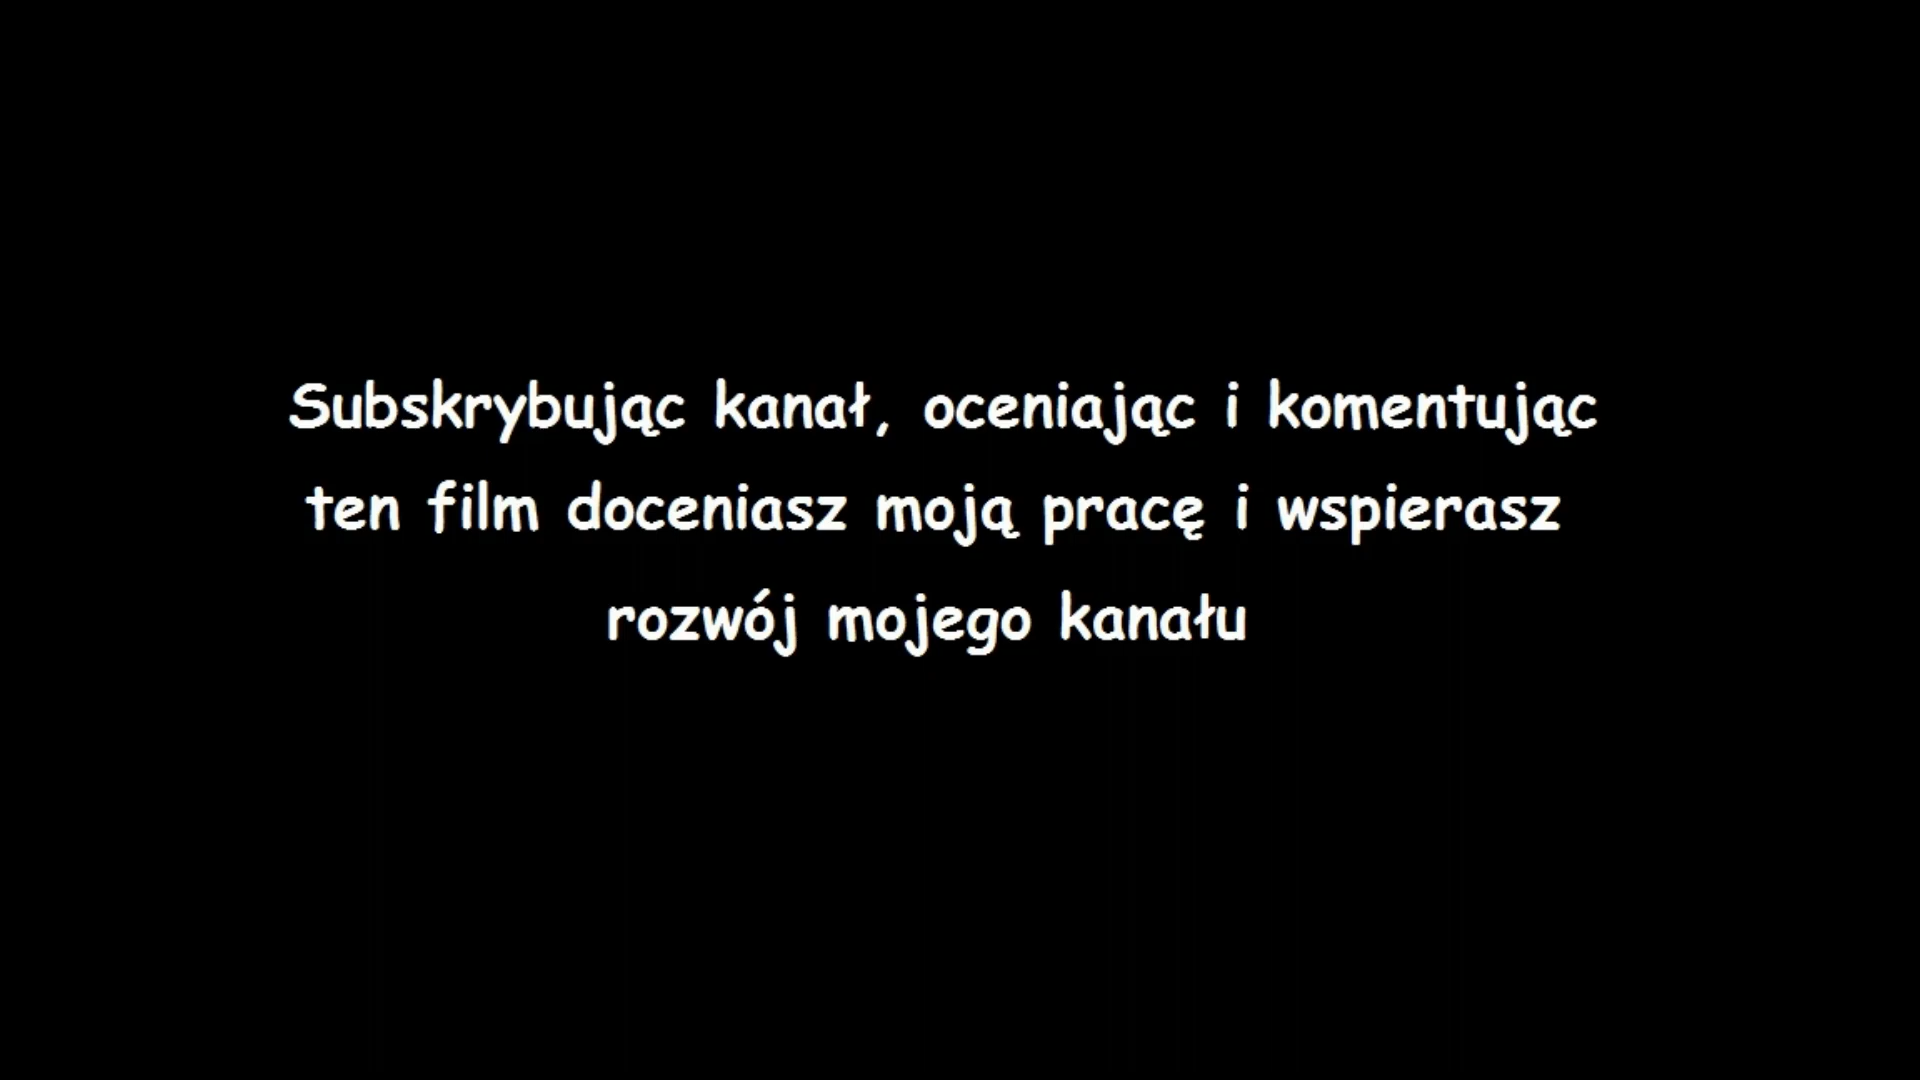 Subskrybując kanał, oceniając i komentując
ten film doceniasz moją pracę i wspierasz
rozwój mojego kanału